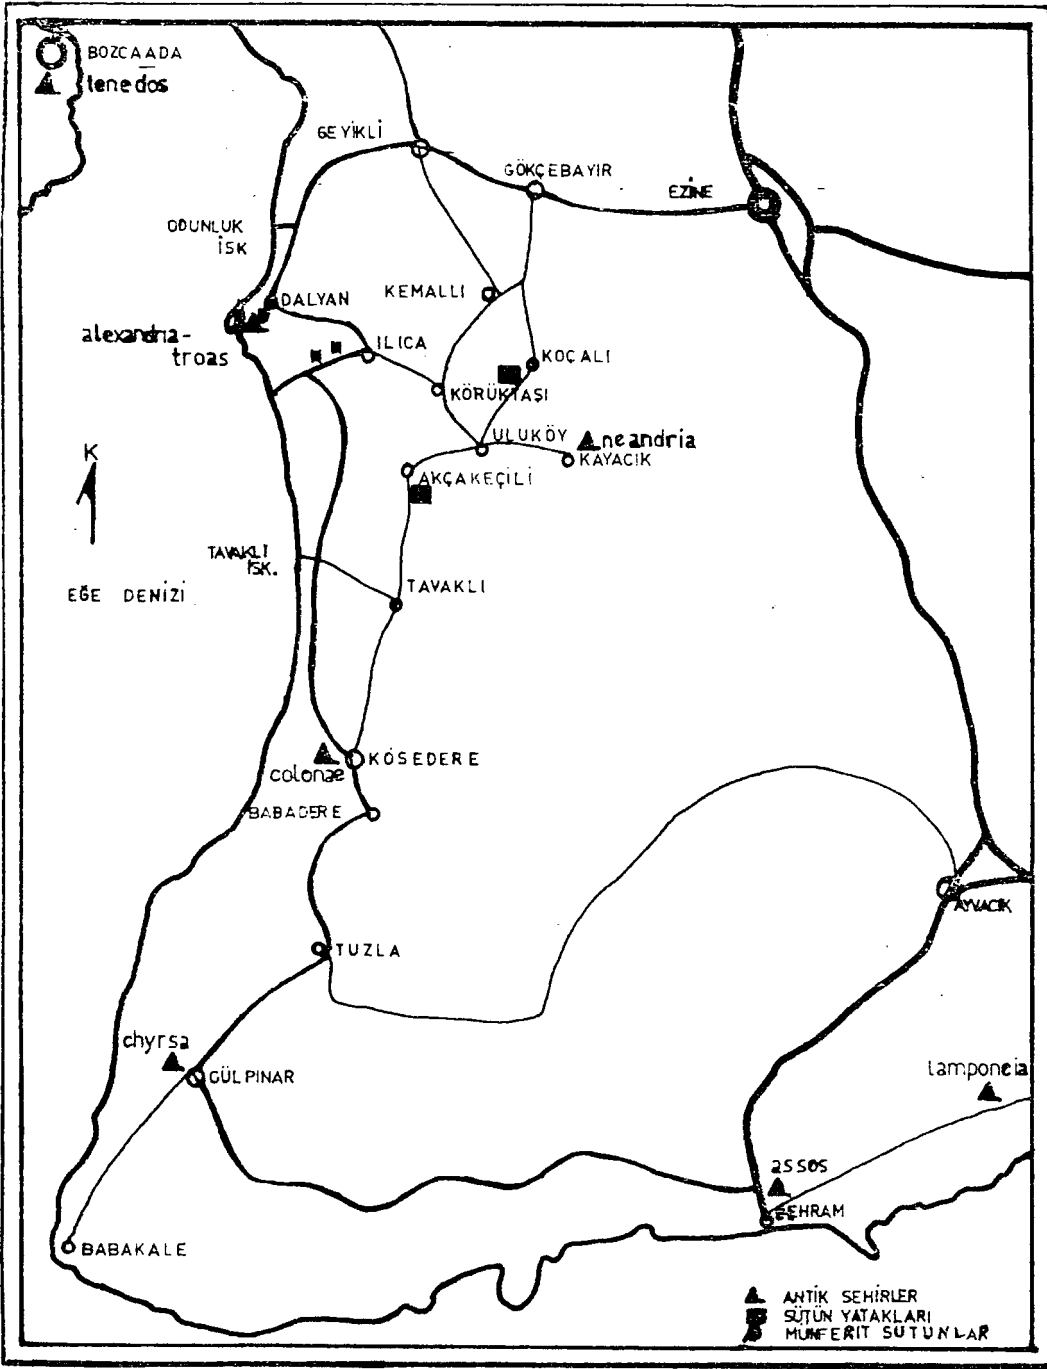 BOZCAADA
tenedos
GEYİKLİ
GÖKÇEBAYIR
EZİNE
ODUNLUK
İSK
KEMALLI
DALYAN
alexandria-
troas
ILICA
KOÇALİ
KÖRÜKTAŞI
ULUKÖY
neandria
KAYACIK
K
AKÇAKEÇİLİ
TAVAKLI
İSK.
TAVAKLI
EĞE DENİZİ
KÖSEDERE
colonae
BABADERE
AYVACIK
TUZLA
chyrsa
GÜLPINAR
lamponeia
assos
BEHRAM
BABAKALE
ANTİK SEHİRLER
SÜTÜN YATAKLARI
MUNFERIT SUTUNLAR